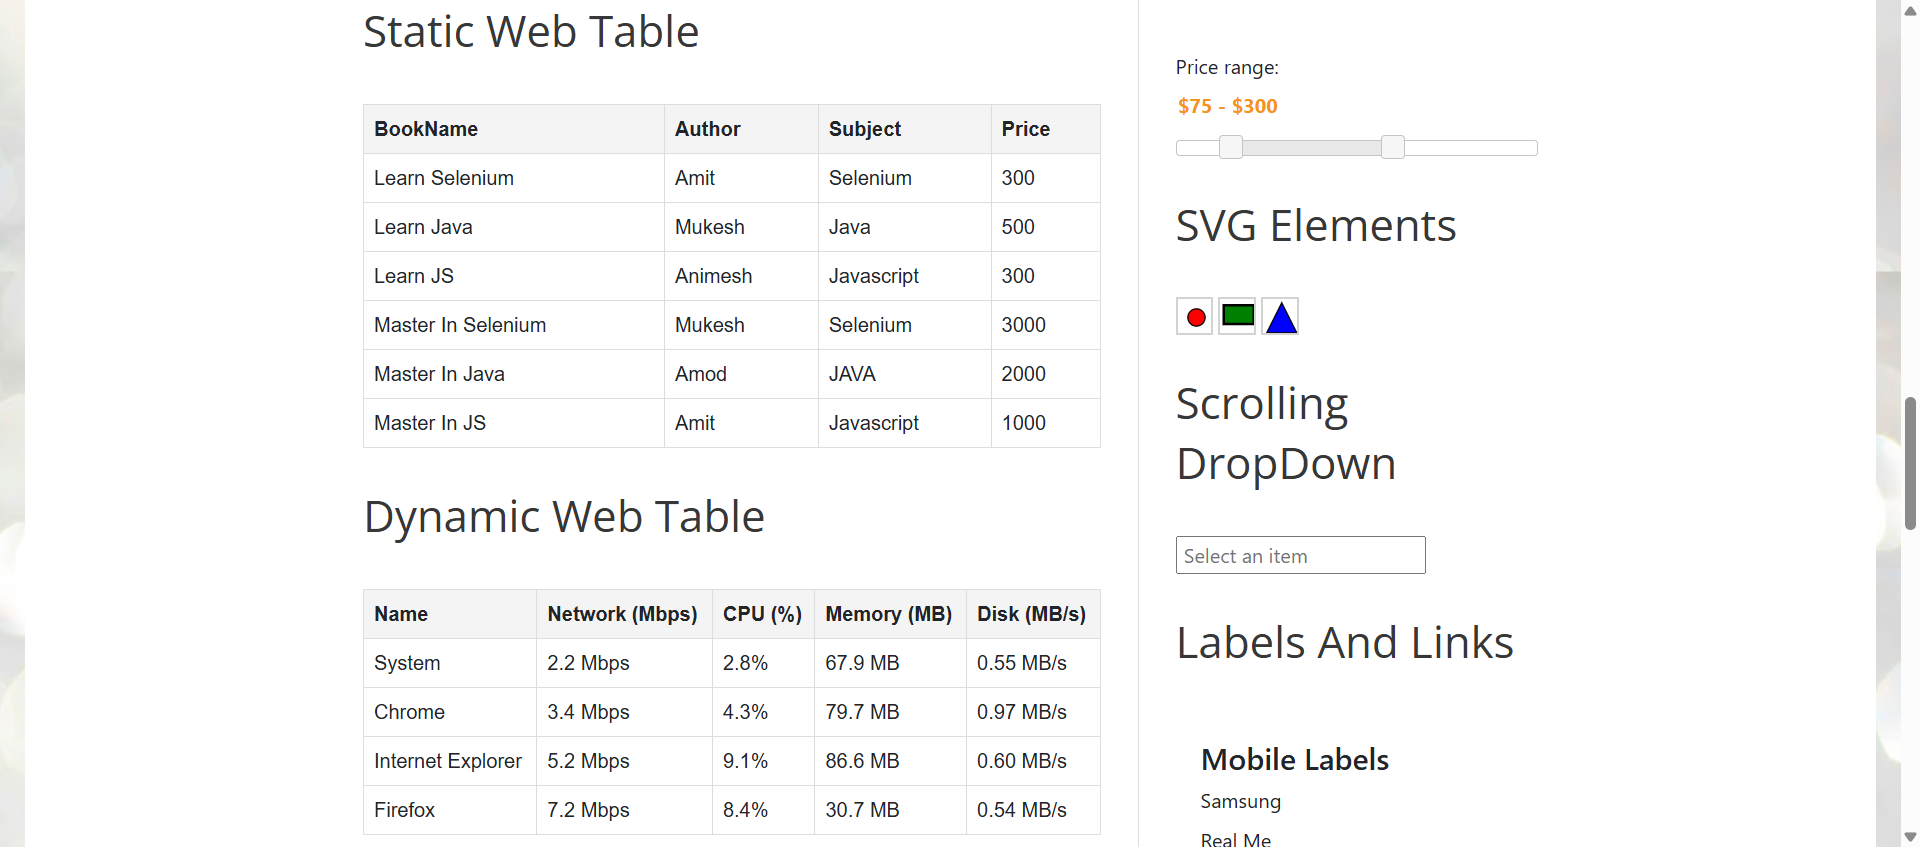 Static Web Table
BookName Author Subject Price
Learn Selenium Amit Selenium 300
Learn Java Mukesh Java 500
Learn JS Animesh Javascript 300
Master In Selenium Mukesh Selenium 3000
Master In Java Amod JAVA 2000
Master In JS Amit Javascript 1000
Dynamic Web Table
Name Network (Mbps) CPU (%) Memory (MB) Disk (MB/s)
System 2.2 Mbps 2.8% 67.9 MB 0.55 MB/s
Chrome 3.4 Mbps 4.3% 79.7 MB 0.97 MB/s
Internet Explorer 5.2 Mbps 9.1% 86.6 MB 0.60 MB/s
Firefox 7.2 Mbps 8.4% 30.7 MB 0.54 MB/s
Price range:
$75 - $300
SVG Elements
Scrolling
DropDown
Select an item
Labels And Links
Mobile Labels
Samsung
Real Me